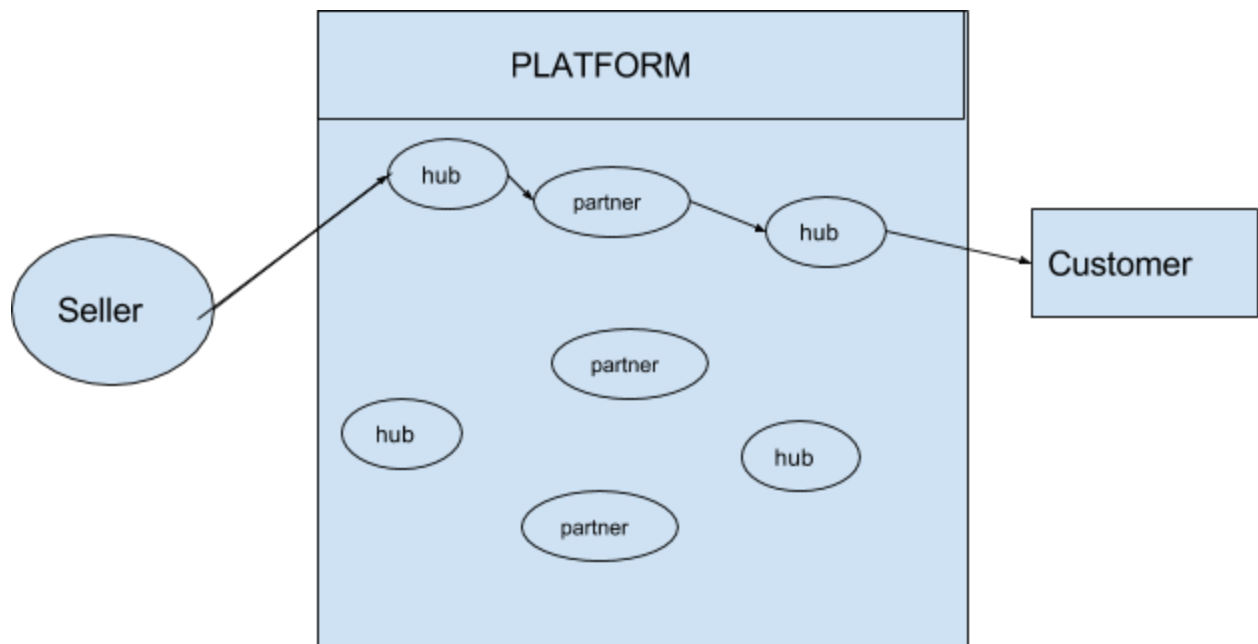 PLATFORM
hub
partner
hub
Customer
Seller
partner
hub
hub
partner